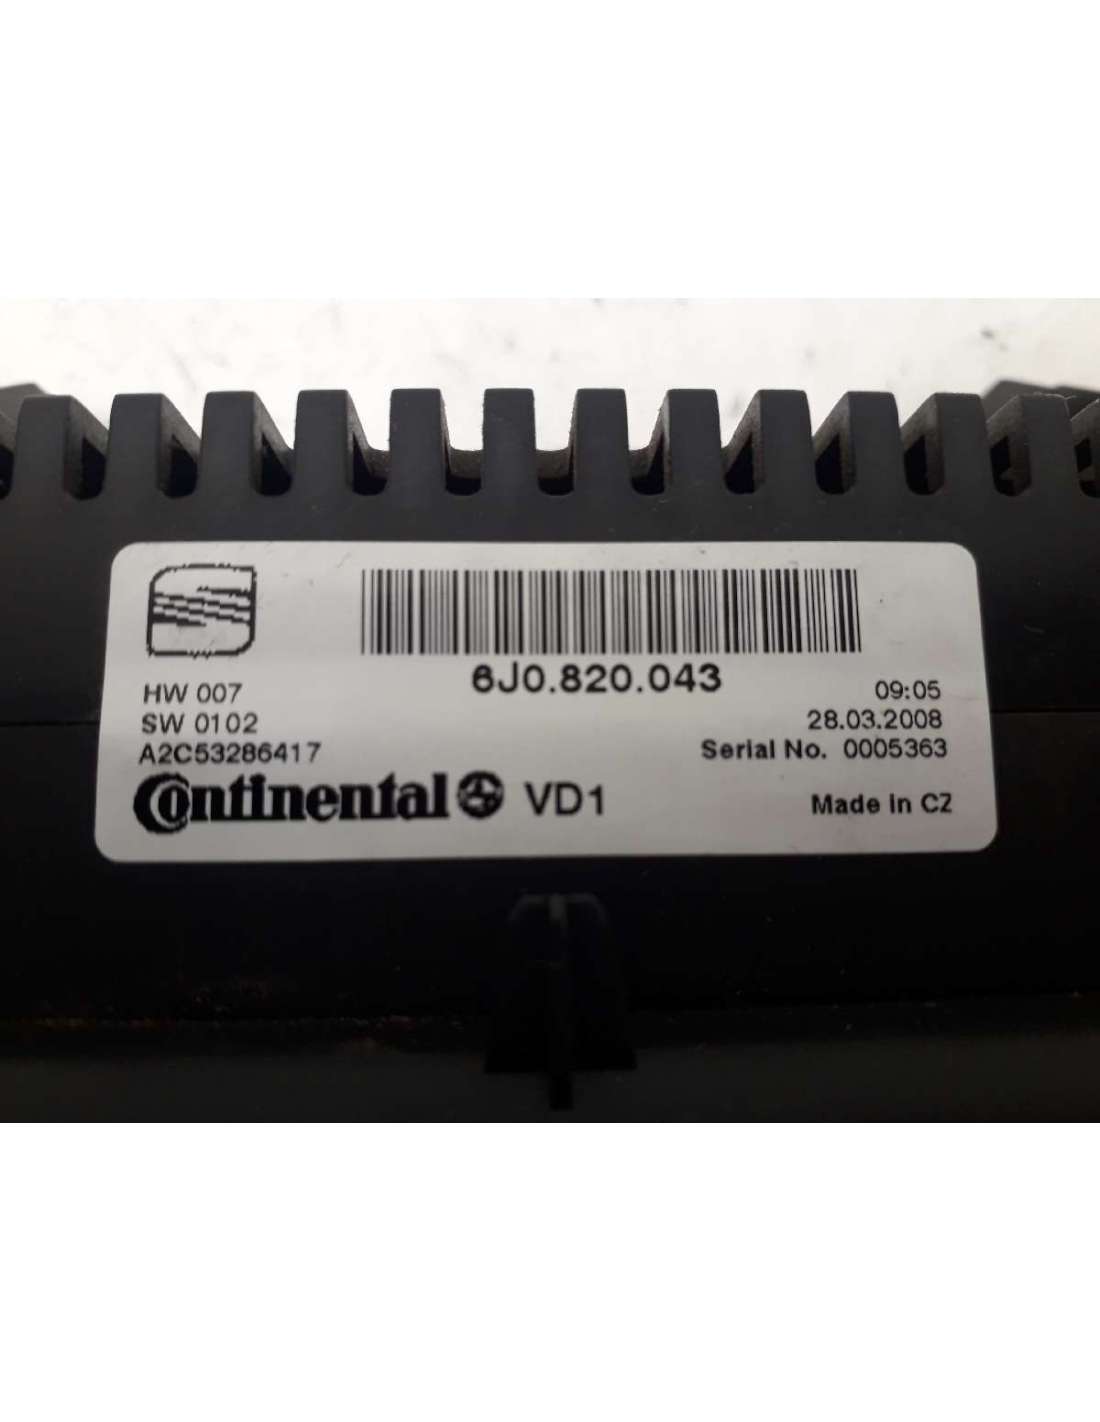 6J0.820.043
HW 007
09:05
SW 0102
28.03.2008
A2C53286417
Serial No. 0005363
Continental VD1
Made in CZ